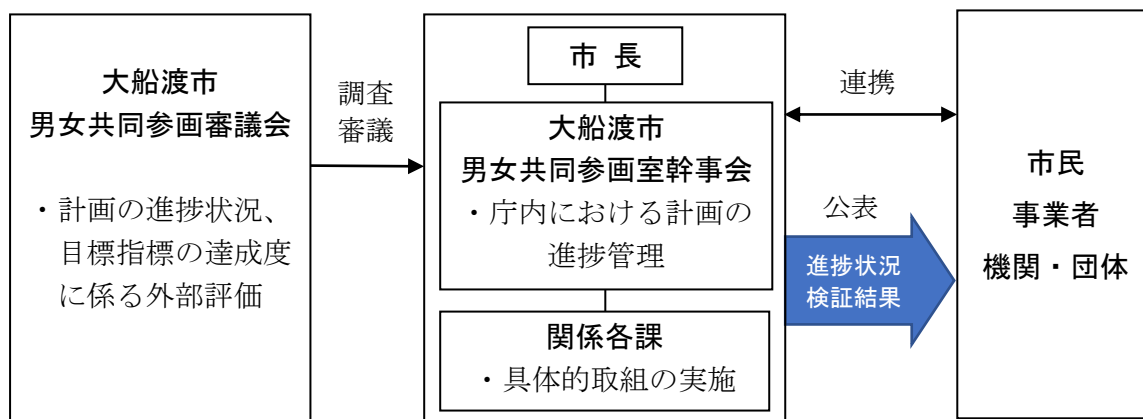 大船渡市
男女共同参画審議会
・計画の進捗状況、
目標指標の達成度
に係る外部評価
調査
審議
市 長
大船渡市
男女共同参画室幹事会
・庁内における計画の
進捗管理
関係各課
・具体的取組の実施
連携
公表
進捗状況
検証結果
市民
事業者
機関・団体